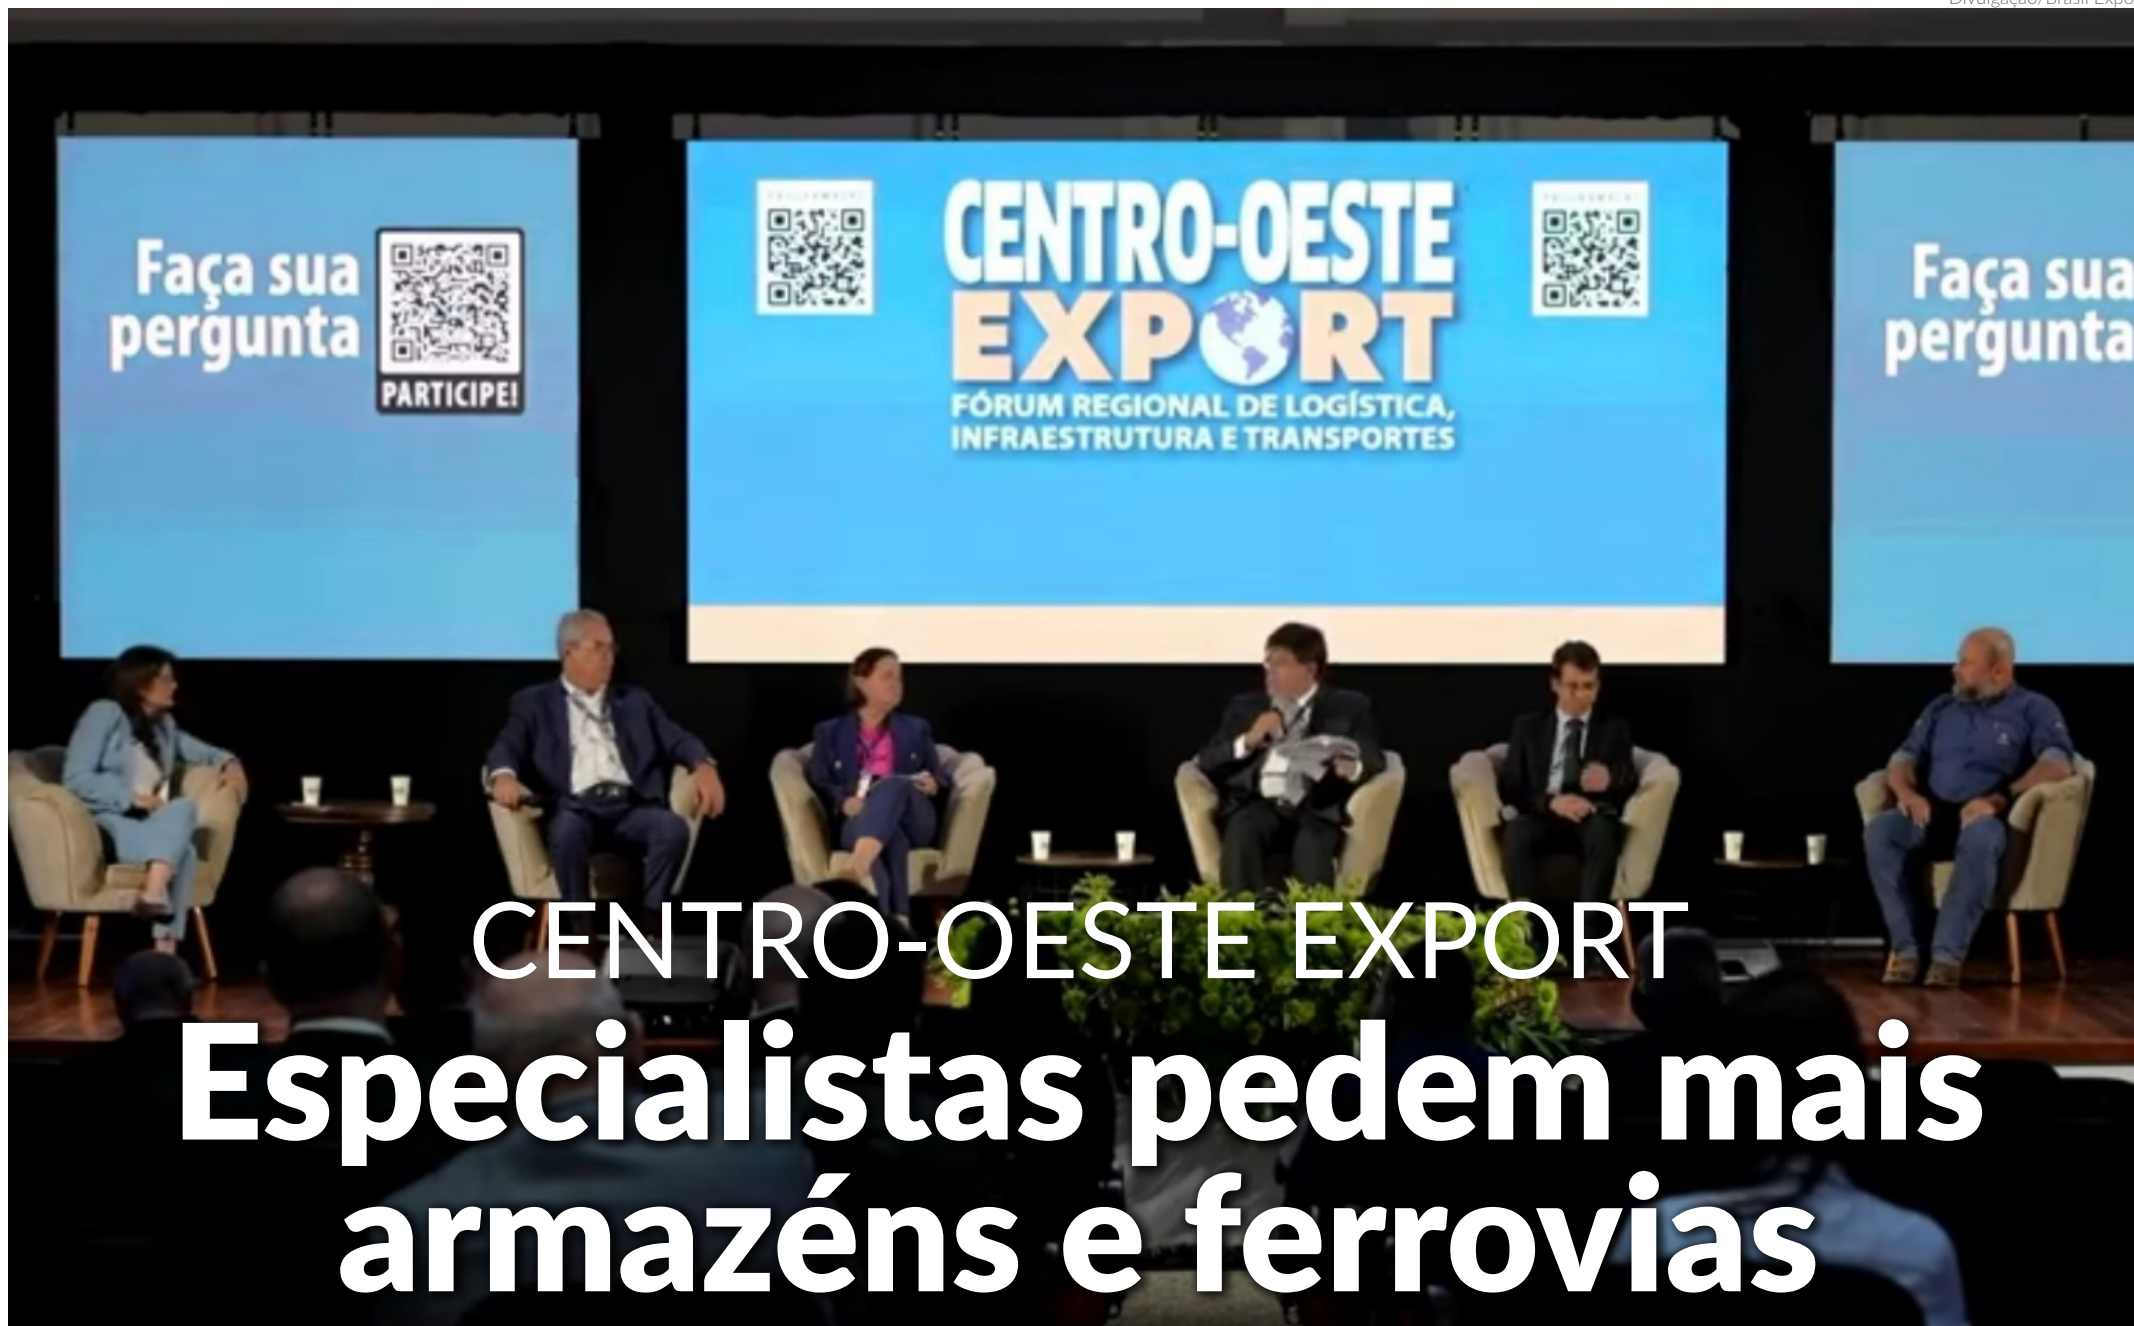 Faça sua
pergunta
PARTICIPE!
CENTRO-OESTE
EXPORT
FÓRUM REGIONAL DE LOGÍSTICA,
INFRAESTRUTURA E TRANSPORTES
Faça sua
pergunta
CENTRO-OESTE EXPORT
Especialistas pedem mais
armazéns e ferrovias